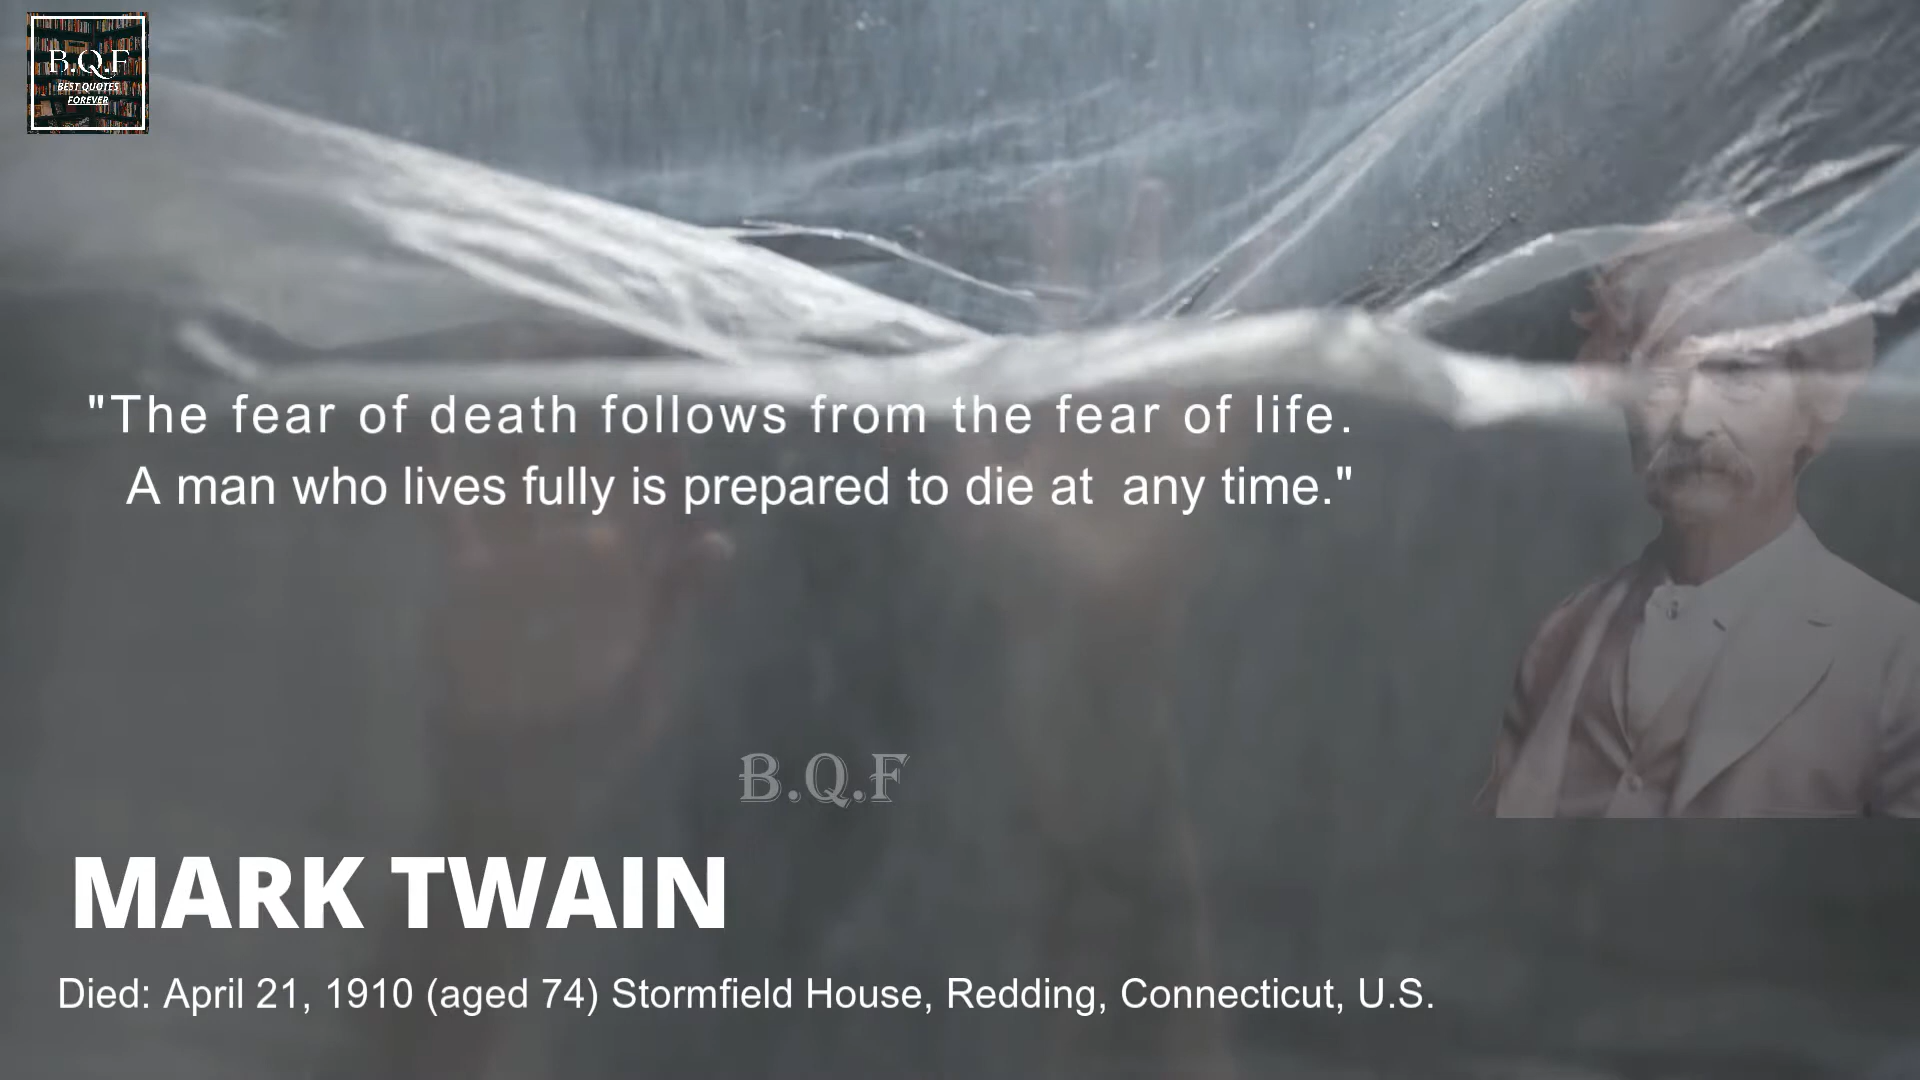 B.Q.F
BEST QUOTES
FOREVER
"The fear of death follows from the fear of life.
A man who lives fully is prepared to die at any time."
B.Q.F
MARK TWAIN
Died: April 21, 1910 (aged 74) Stormfield House, Redding, Connecticut, U.S.